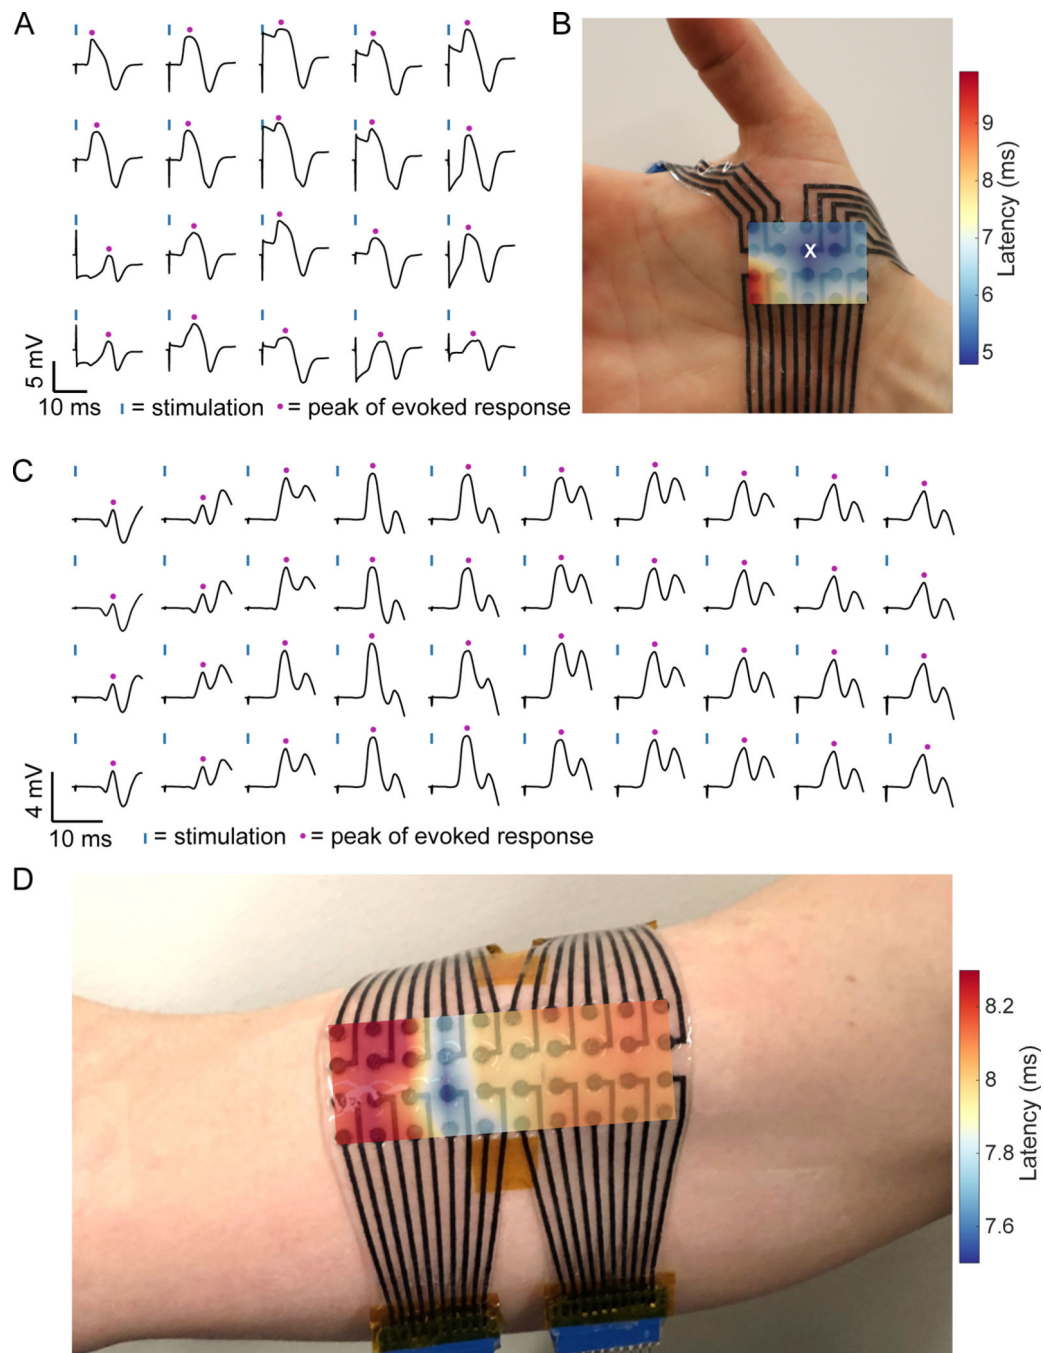 A
5 mV
10 ms
= stimulation
= peak of evoked response
B
X
9
8
7
6
5
Latency (ms)
C
4 mV
10 ms
= stimulation
= peak of evoked response
D
8.2
8
7.8
7.6
Latency (ms)